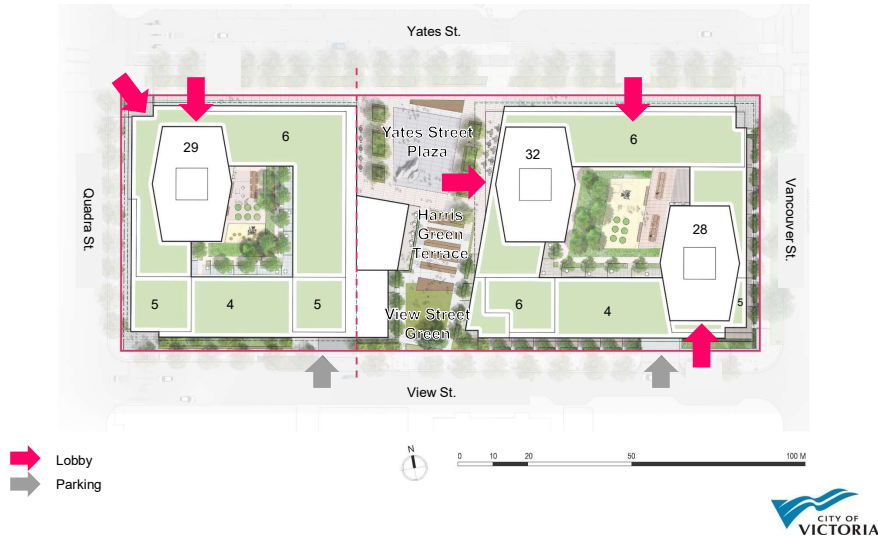 Yates St.
Yates Street
Plaza
6
29
6
32
Quadra St.
Vancouver St.
Harris
Green
Terrace
28
5
4
5
6
4
5
View Street
Green
View St.
Lobby
Parking
N
0 10 20 50 100 M
CITY OF
VICTORIA